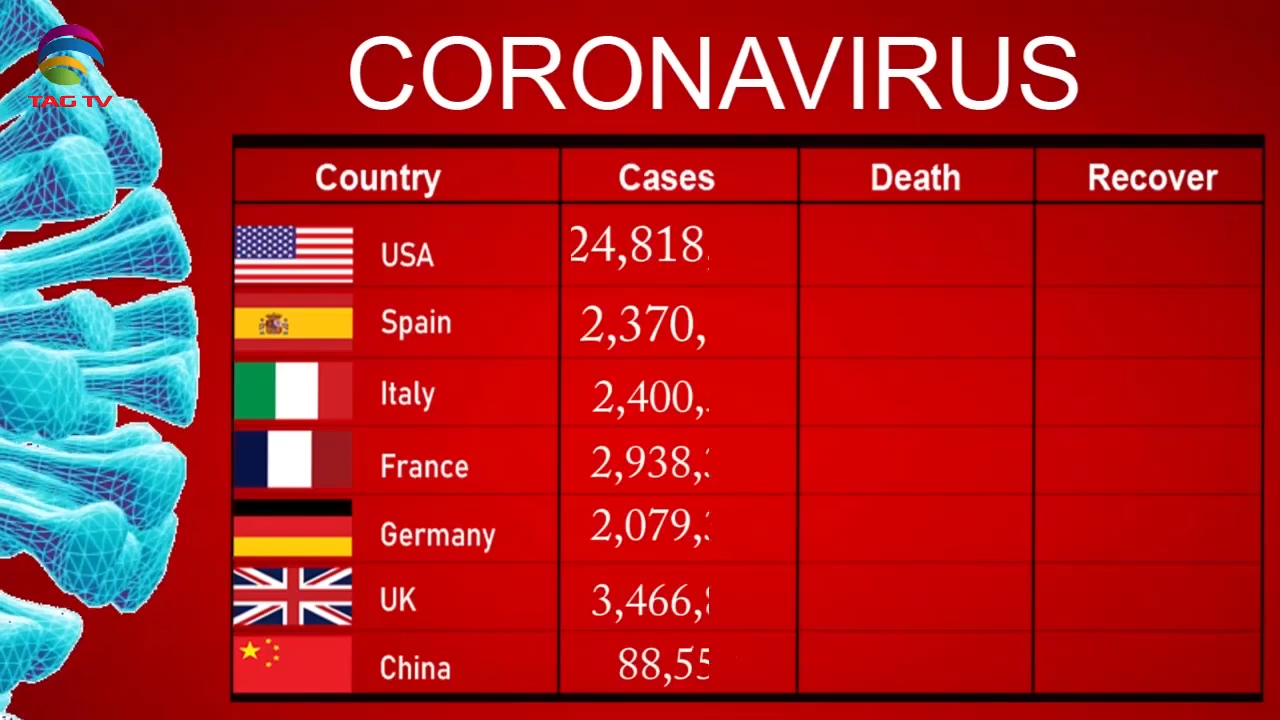 TAG TV
CORONAVIRUS
Country Cases Death Recover
USA 24,818,
Spain 2,370,
Italy 2,400,
France 2,938,
Germany 2,079,
UK 3,466,
China 88,55